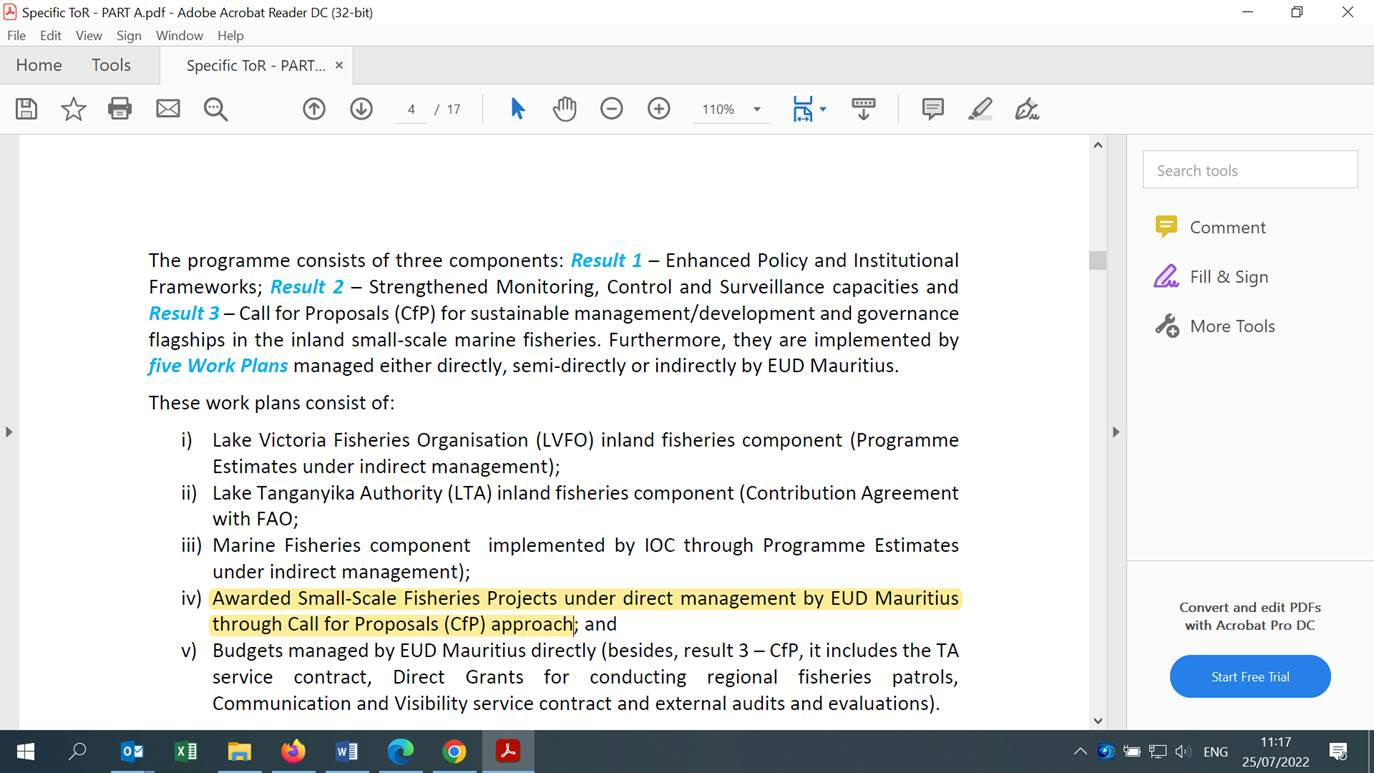 Specific ToR - PART A.pdf - Adobe Acrobat Reader DC (32-bit)
File Edit View Sign Window Help
Home Tools Specific ToR - PART... ×
4 / 17 110%
Search tools
Comment
Fill & Sign
More Tools
The programme consists of three components: Result 1 – Enhanced Policy and Institutional
Frameworks; Result 2 – Strengthened Monitoring, Control and Surveillance capacities and
Result 3 – Call for Proposals (CfP) for sustainable management/development and governance
flagships in the inland small-scale marine fisheries. Furthermore, they are implemented by
five Work Plans managed either directly, semi-directly or indirectly by EUD Mauritius.
These work plans consist of:
i) Lake Victoria Fisheries Organisation (LVFO) inland fisheries component (Programme
Estimates under indirect management);
ii) Lake Tanganyika Authority (LTA) inland fisheries component (Contribution Agreement
with FAO;
iii) Marine Fisheries component implemented by IOC through Programme Estimates
under indirect management);
iv) Awarded Small-Scale Fisheries Projects under direct management by EUD Mauritius
through Call for Proposals (CfP) approach; and
v) Budgets managed by EUD Mauritius directly (besides, result 3 – CfP, it includes the TA
service contract, Direct Grants for conducting regional fisheries patrols,
Communication and Visibility service contract and external audits and evaluations).
Convert and edit PDFs
with Acrobat Pro DC
Start Free Trial
ENG
11:17
25/07/2022